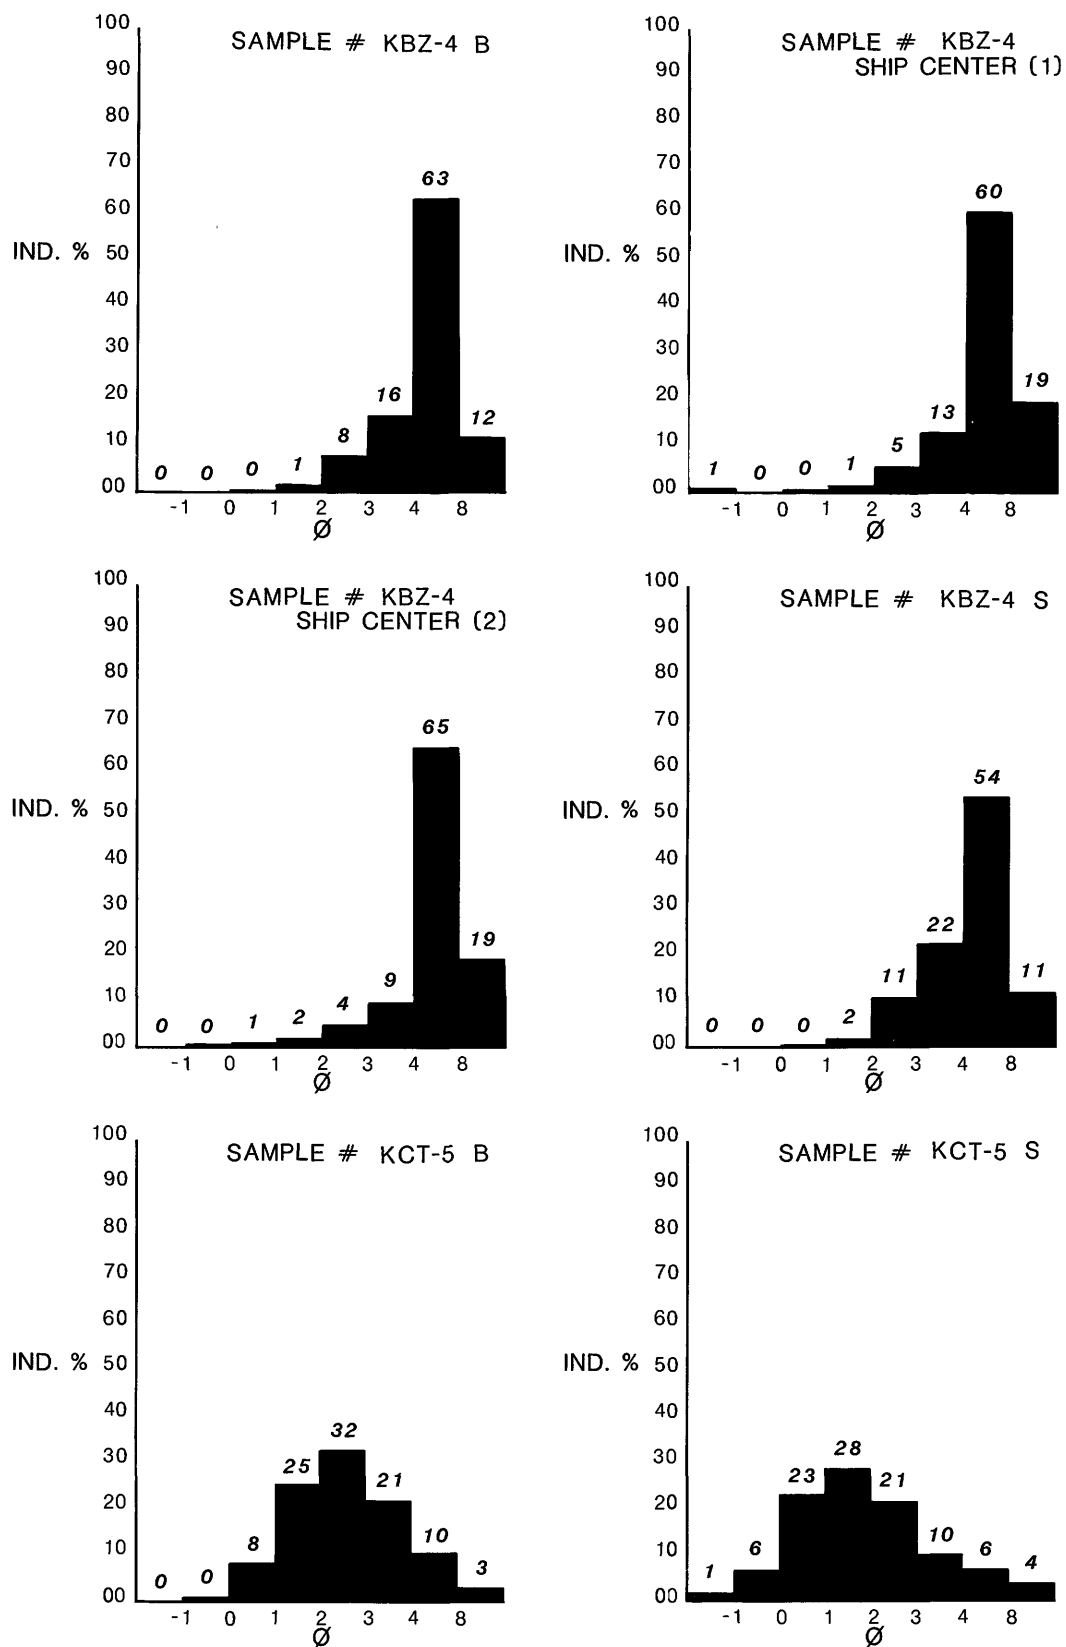 SAMPLE # KBZ-4 B
100
90
80
70
60
IND. % 50
40
30
20
10
00
0 0 0 1 8 16 63 12
-1 0 1 2 3 4 8
Ø
SAMPLE # KBZ-4
SHIP CENTER (1)
100
90
80
70
60
IND. % 50
40
30
20
10
00
1 0 0 1 5 13 60 19
-1 0 1 2 3 4 8
Ø
SAMPLE # KBZ-4
SHIP CENTER (2)
100
90
80
70
60
IND. % 50
40
30
20
10
00
0 0 1 2 4 9 65 19
-1 0 1 2 3 4 8
Ø
SAMPLE # KBZ-4 S
100
90
80
70
60
IND. % 50
40
30
20
10
00
0 0 0 2 11 22 54 11
-1 0 1 2 3 4 8
Ø
SAMPLE # KCT-5 B
100
90
80
70
60
IND. % 50
40
30
20
10
00
0 0 8 25 32 21 10 3
-1 0 1 2 3 4 8
Ø
SAMPLE # KCT-5 S
100
90
80
70
60
IND. % 50
40
30
20
10
00
1 6 23 28 21 10 6 4
-1 0 1 2 3 4 8
Ø